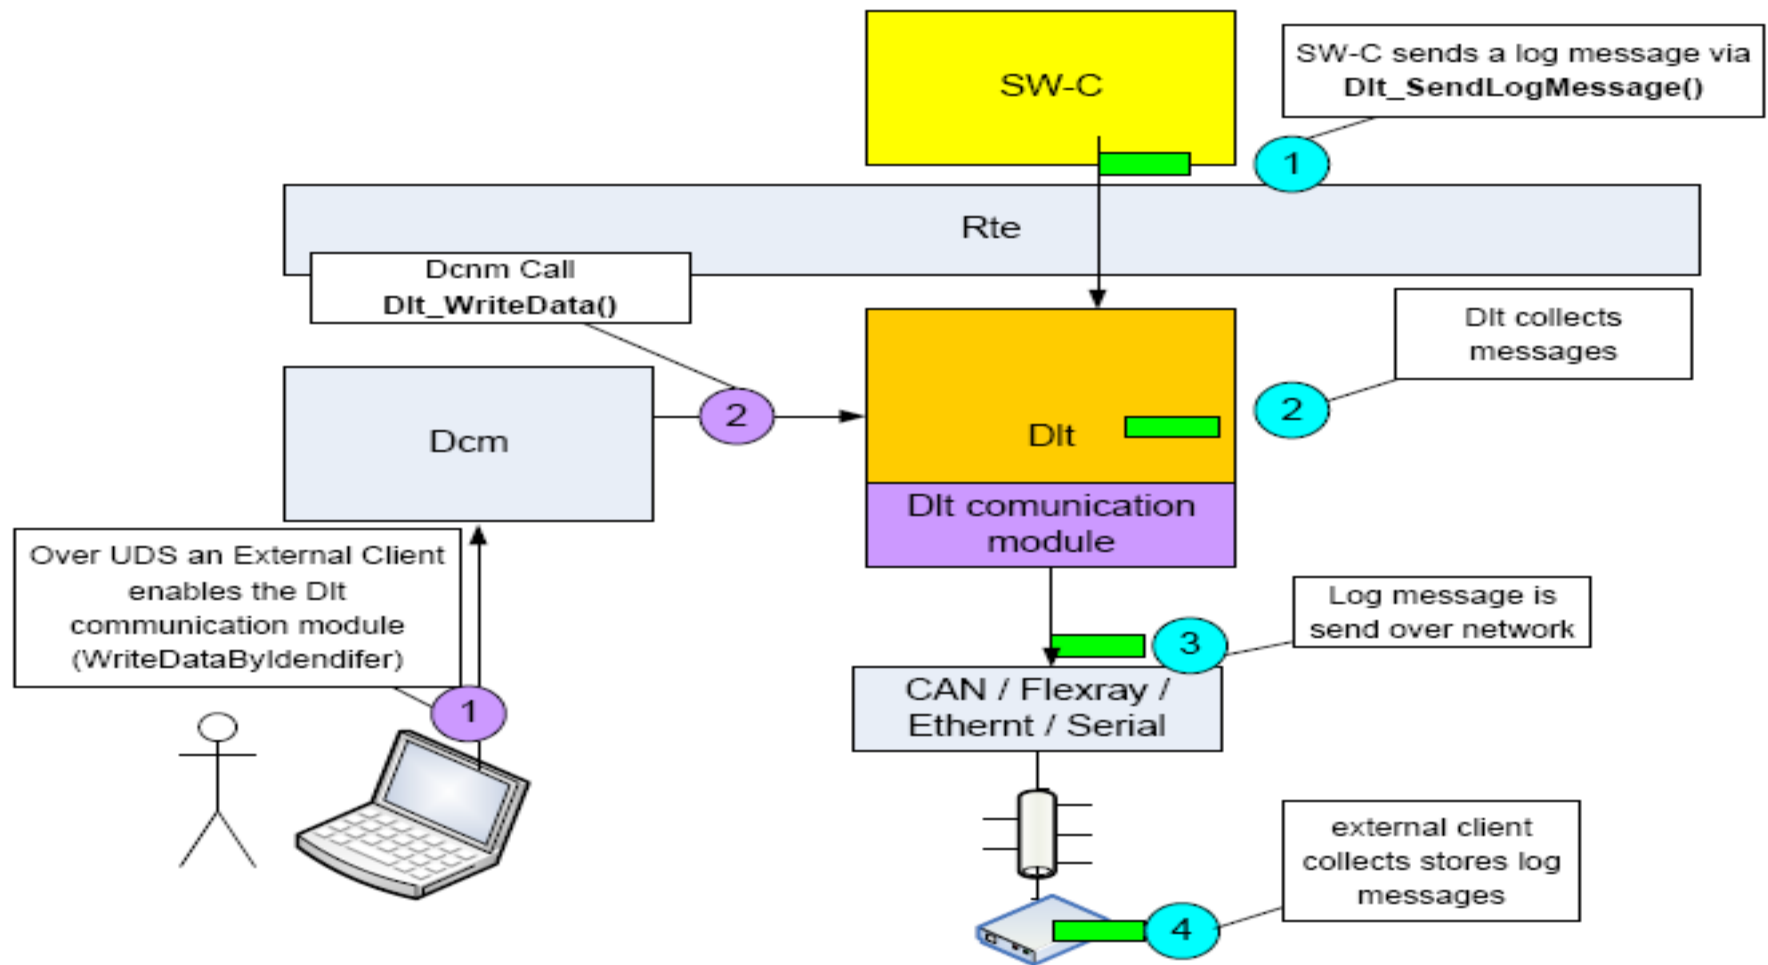 SW-C
SW-C sends a log message via
Dlt_SendLogMessage()
1
Rte
Dcnm Call
Dlt_WriteData()
Dlt collects
messages
2
2
Dcm
Dlt
Dlt comunication
module
Over UDS an External Client
enables the Dlt
communication module
(WriteDataByIdendifer)
1
Log message is
send over network
3
CAN / Flexray /
Ethernt / Serial
external client
collects stores log
messages
4